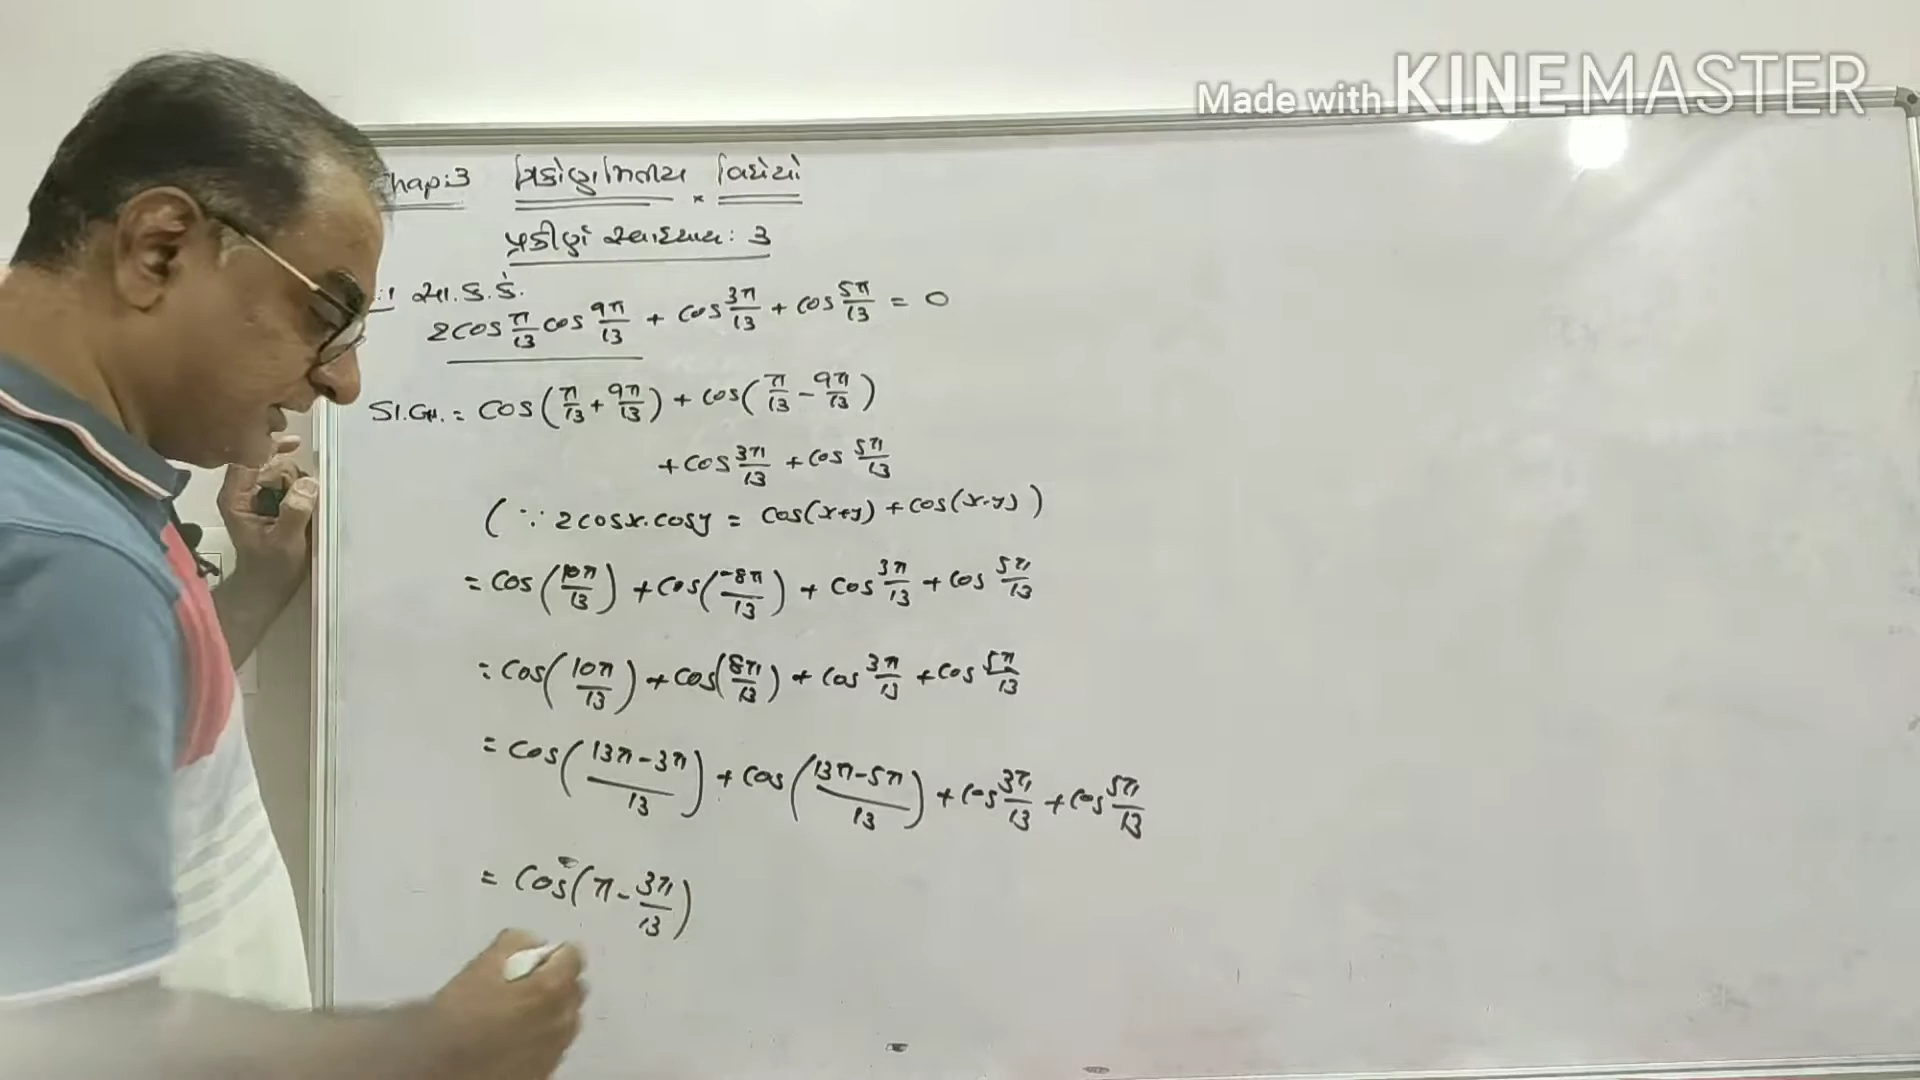 Made with KINEMASTER
hap:3 ત્રિકોણમિતીય વિધેયો
પ્રકીર્ણ સ્વાધ્યાય: 3
:1 સા.કે.કે.
2cos π/13 cos 9π/13 + cos 3π/13 + cos 5π/13 = 0
= cos(π/13 + 9π/13) + cos(π/13 - 9π/13)
+cos 3π/13 + cos 5π/13
(∵ 2cosx.cosy = cos(x+y) + cos(x-y))
= cos(10π/13) + cos(-8π/13) + cos 3π/13 + cos 5π/13
= cos(10π/13) + cos(8π/13) + cos 3π/13 + cos 5π/13
= cos((13π-3π)/13) + cos((13π-5π)/13) + cos 3π/13 + cos 5π/13
= cos(π - 3π/13)